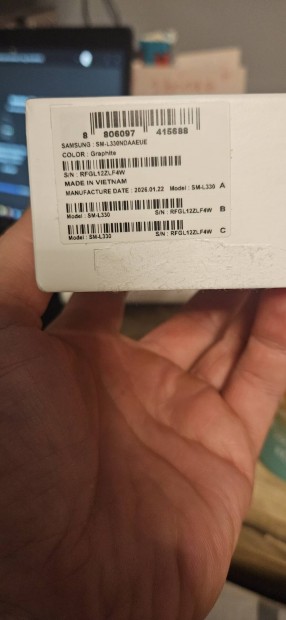 8 806097 415688
SAMSUNG : SM-L330NDAAEUE
COLOR : Graphite
S/N : RFGL12ZLF4W
MADE IN VIETNAM
MANUFACTURE DATE : 2026.01.22 Model : SM-L330 A
Model : SM-L330 S/N : RFGL12ZLF4W B
Model : SM-L330 S/N : RFGL12ZLF4W C